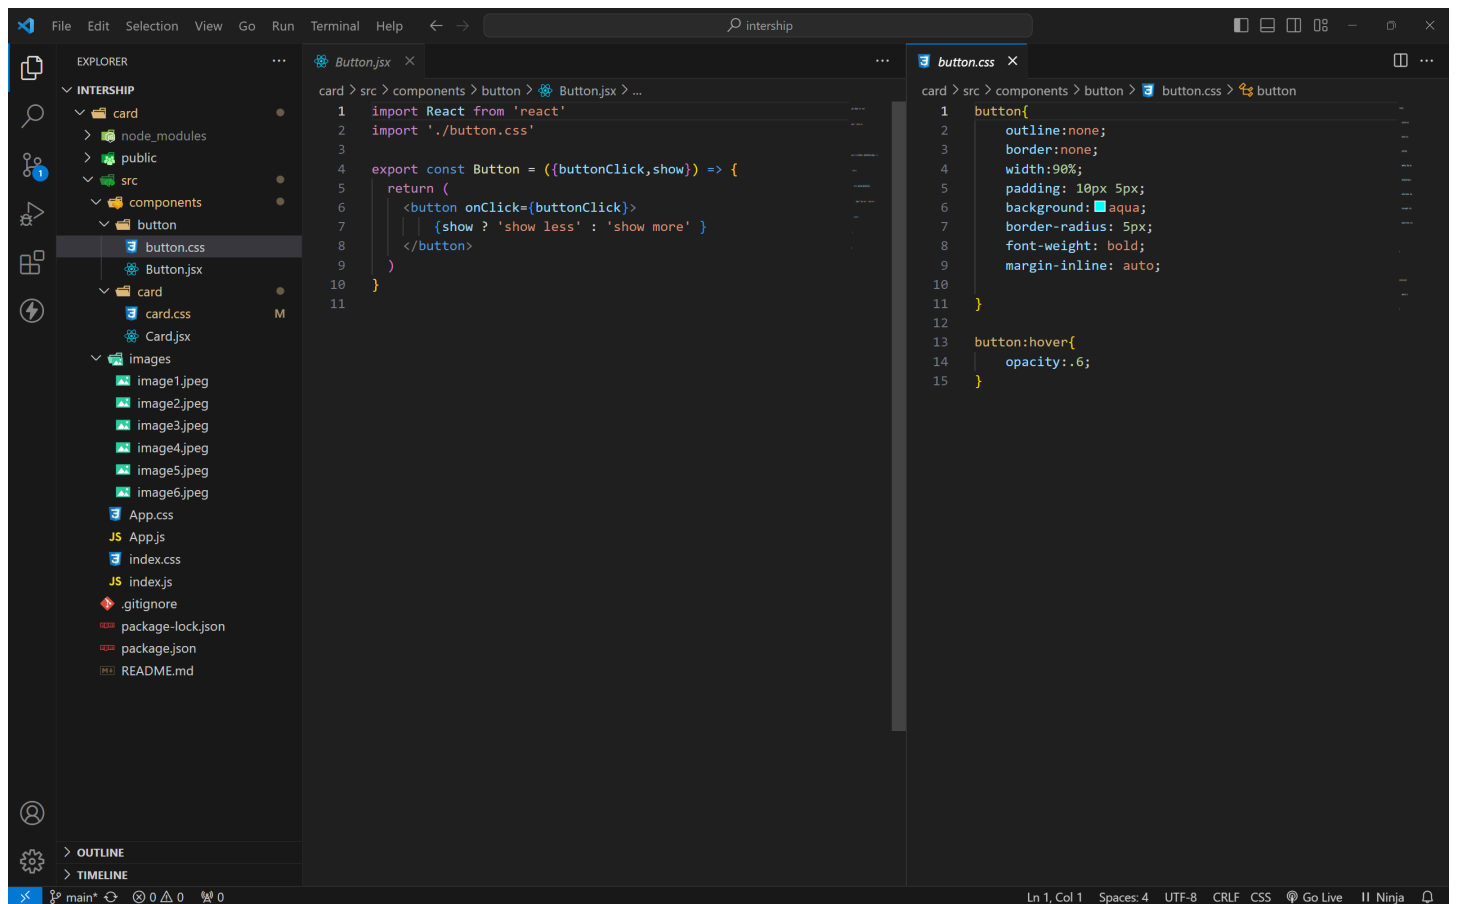 File Edit Selection View Go Run Terminal Help
intership
EXPLORER
INTERSHIP
card
node_modules
public
src
components
button
button.css
Button.jsx
card
card.css M
Card.jsx
images
image1.jpeg
image2.jpeg
image3.jpeg
image4.jpeg
image5.jpeg
image6.jpeg
App.css
JS App.js
index.css
JS index.js
.gitignore
package-lock.json
package.json
README.md
OUTLINE
TIMELINE
Button.jsx
card > src > components > button > Button.jsx > ...
1 import React from 'react'
2 import './button.css'
3
4 export const Button = ({buttonClick,show}) => {
5 return (
6 <button onClick={buttonClick}>
7 {show ? 'show less' : 'show more' }
8 </button>
9 )
10 }
11
button.css
card > src > components > button > button.css > button
1 button{
2 outline:none;
3 border:none;
4 width:90%;
5 padding: 10px 5px;
6 background: aqua;
7 border-radius: 5px;
8 font-weight: bold;
9 margin-inline: auto;
10
11 }
12
13 button:hover{
14 opacity:.6;
15 }
1
main* 0 0 0
Ln 1, Col 1 Spaces: 4 UTF-8 CRLF CSS Go Live Ninja